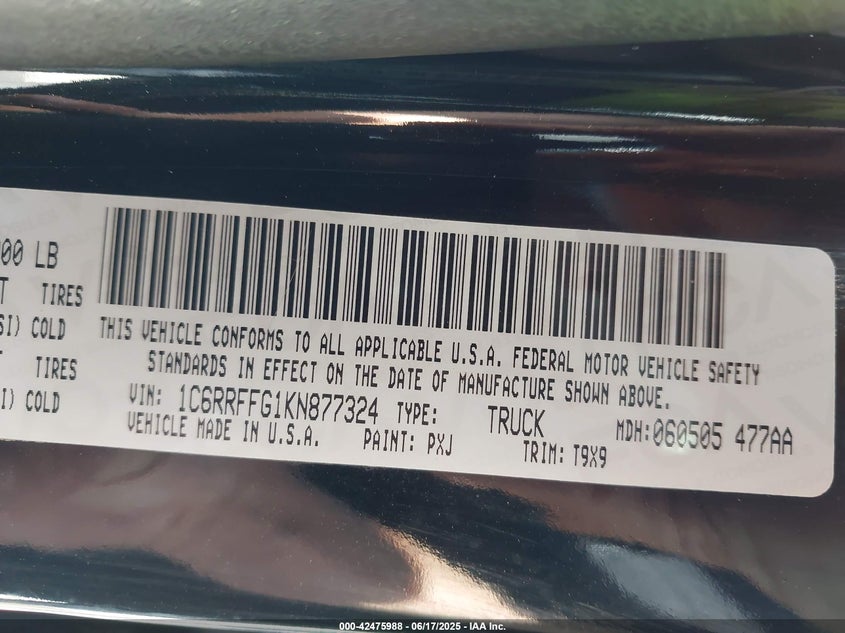 00 LB
TIRES
SI) COLD
TIRES
I) COLD
THIS VEHICLE CONFORMS TO ALL APPLICABLE U.S.A. FEDERAL MOTOR VEHICLE SAFETY
STANDARDS IN EFFECT ON THE DATE OF MANUFACTURE SHOWN ABOVE.
VIN: 1C6RRFFG1KN877324 TYPE: TRUCK MDH:060505 477AA
VEHICLE MADE IN U.S.A. PAINT: PXJ TRIM: T9X9
000-42475988 - 06/17/2025 - IAA Inc.